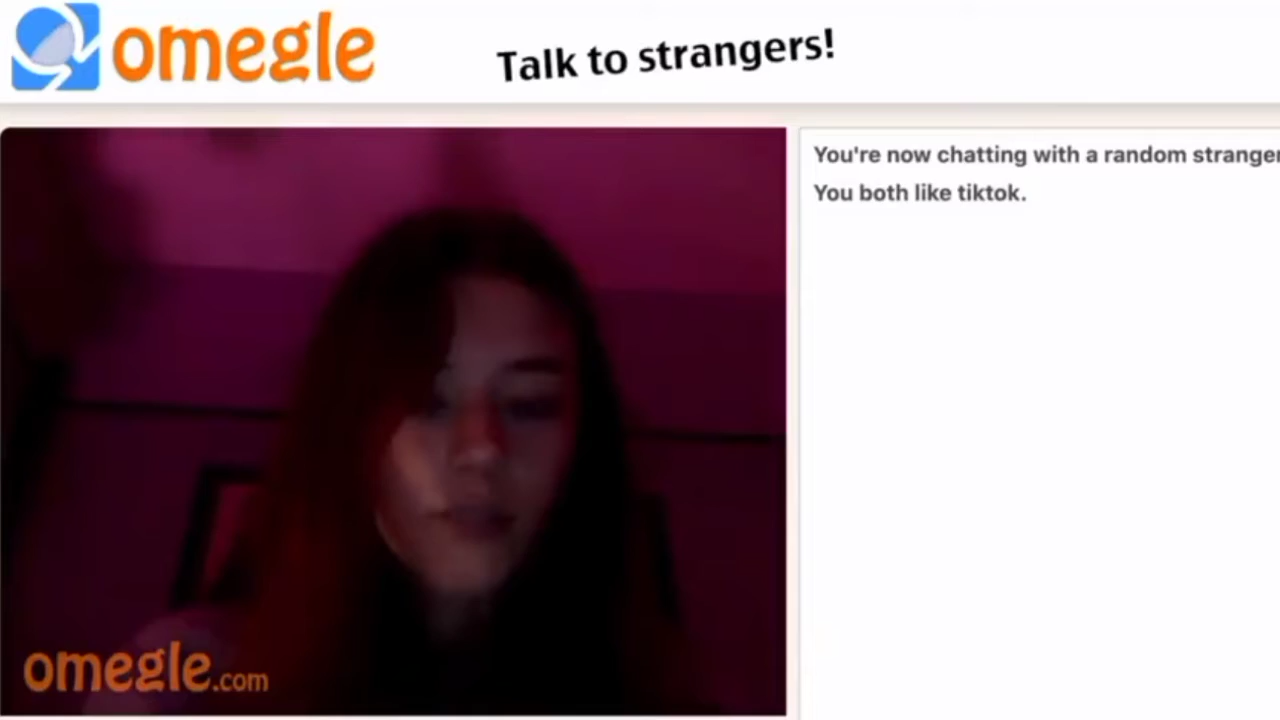 omegle
Talk to strangers!
You're now chatting with a random stranger
You both like tiktok.
omegle.com